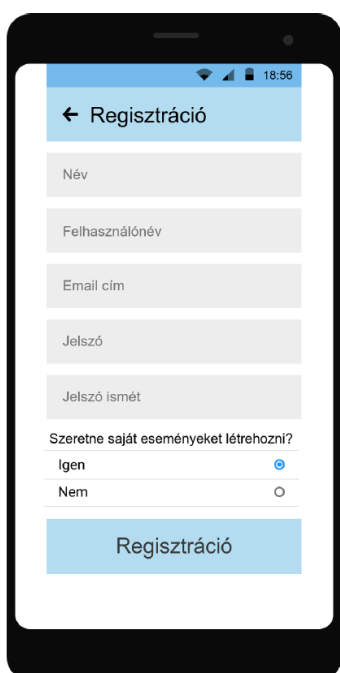 18:56
Regisztráció
Név
Felhasználónév
Email cím
Jelszó
Jelszó ismét
Szeretne saját eseményeket létrehozni?
Igen
Nem
Regisztráció